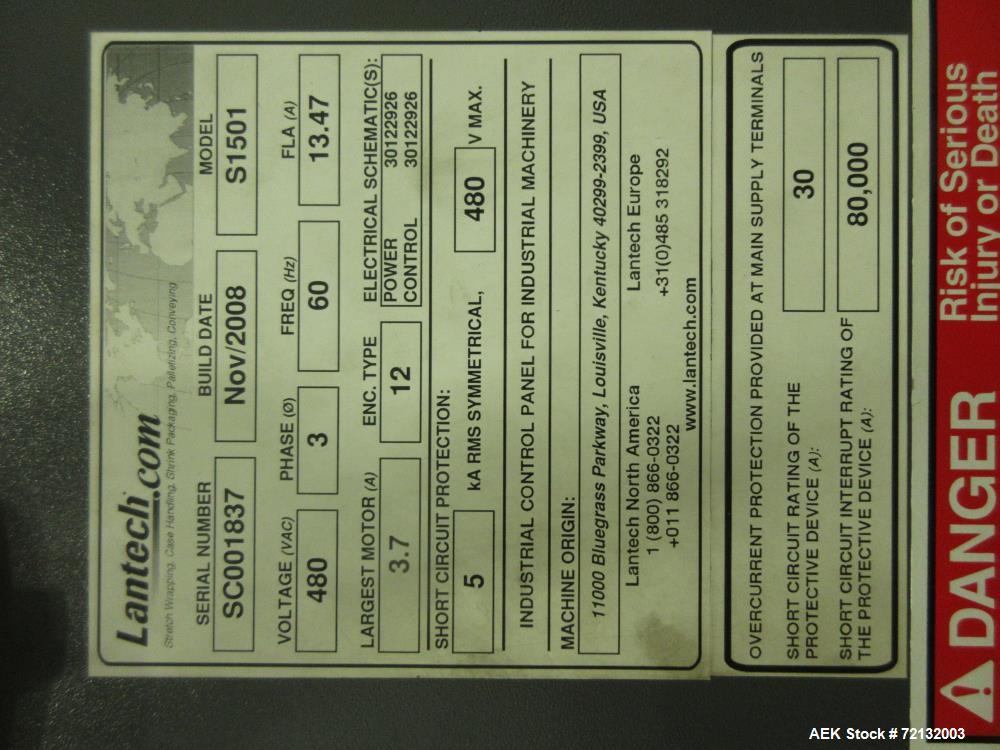 Lantech.com
Stretch Wrapping, Case Handling, Shrink Packaging, Palletizing, Conveying
SERIAL NUMBER BUILD DATE MODEL
SC001837 Nov/2008 S1501
VOLTAGE (VAC) PHASE (Ø) FREQ (Hz) FLA (A)
480 3 60 13.47
LARGEST MOTOR (A) ENC. TYPE ELECTRICAL SCHEMATIC(S):
3.7 12 POWER 30122926
CONTROL 30122926
SHORT CIRCUIT PROTECTION:
5 kA RMS SYMMETRICAL, 480 V MAX.
INDUSTRIAL CONTROL PANEL FOR INDUSTRIAL MACHINERY
MACHINE ORIGIN:
11000 Bluegrass Parkway, Louisville, Kentucky 40299-2399, USA
Lantech North America Lantech Europe
1 (800) 866-0322 +31(0)485 318292
+011 866-0322
www.lantech.com
OVERCURRENT PROTECTION PROVIDED AT MAIN SUPPLY TERMINALS
SHORT CIRCUIT RATING OF THE
PROTECTIVE DEVICE (A): 30
SHORT CIRCUIT INTERRUPT RATING OF
THE PROTECTIVE DEVICE (A): 80,000
DANGER
Risk of Serious
Injury or Death
AEK Stock # 72132003